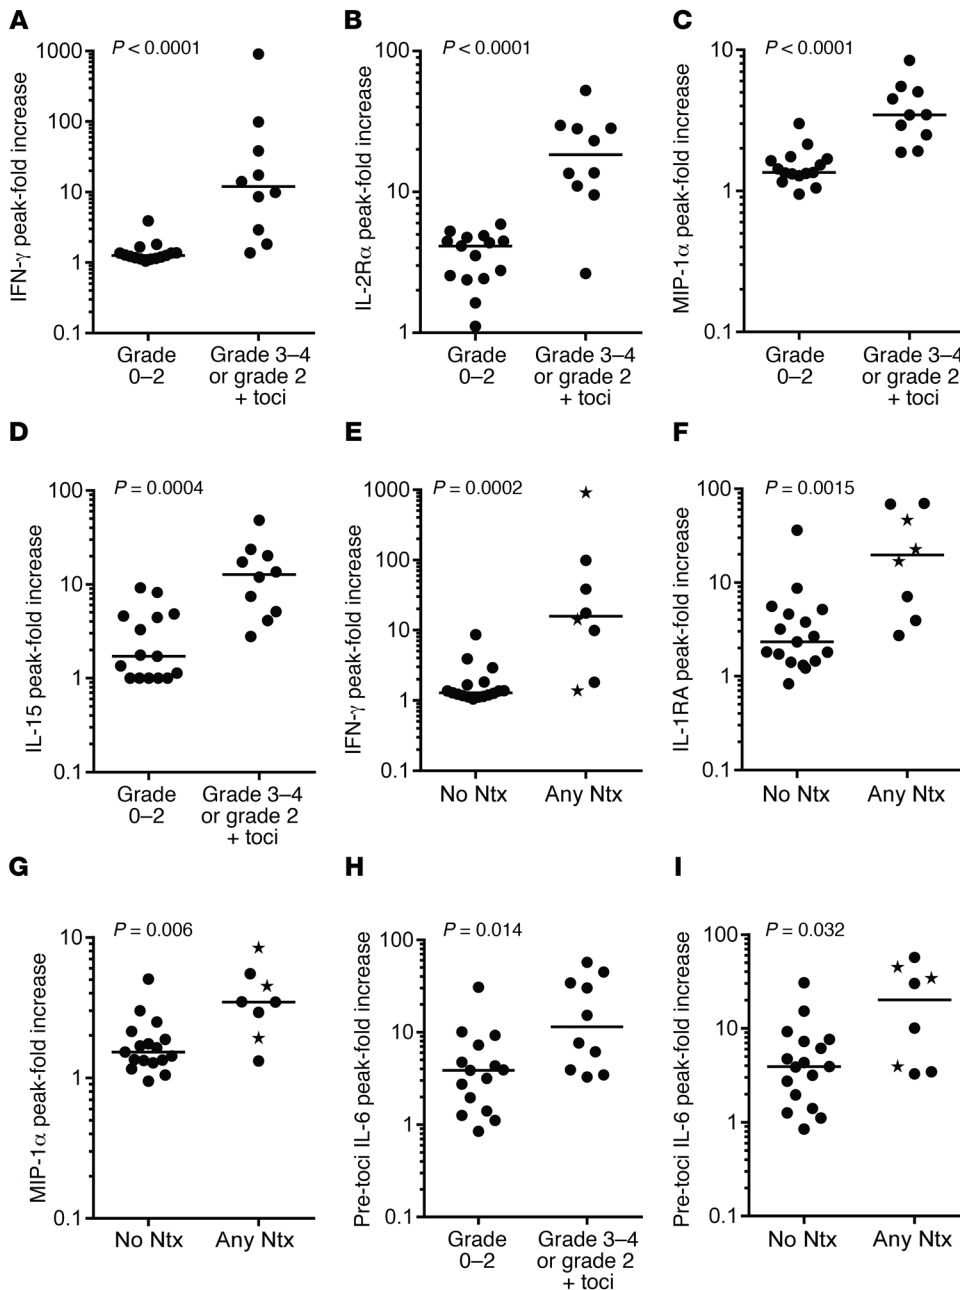 A
P < 0.0001
IFN-γ peak-fold increase
1000
100
10
1
0.1
Grade
0–2
Grade 3–4
or grade 2
+ toci
B
P < 0.0001
IL-2Rα peak-fold increase
100
10
1
Grade
0–2
Grade 3–4
or grade 2
+ toci
C
P < 0.0001
MIP-1α peak-fold increase
10
1
0.1
Grade
0–2
Grade 3–4
or grade 2
+ toci
D
P = 0.0004
IL-15 peak-fold increase
100
10
1
0.1
Grade
0–2
Grade 3–4
or grade 2
+ toci
E
P = 0.0002
IFN-γ peak-fold increase
1000
100
10
1
0.1
No Ntx
Any Ntx
F
P = 0.0015
IL-1RA peak-fold increase
100
10
1
0.1
No Ntx
Any Ntx
G
P = 0.006
MIP-1α peak-fold increase
10
1
0.1
No Ntx
Any Ntx
H
P = 0.014
Pre-toci IL-6 peak-fold increase
100
10
1
0.1
Grade
0–2
Grade 3–4
or grade 2
+ toci
I
P = 0.032
Pre-toci IL-6 peak-fold increase
100
10
1
0.1
No Ntx
Any Ntx